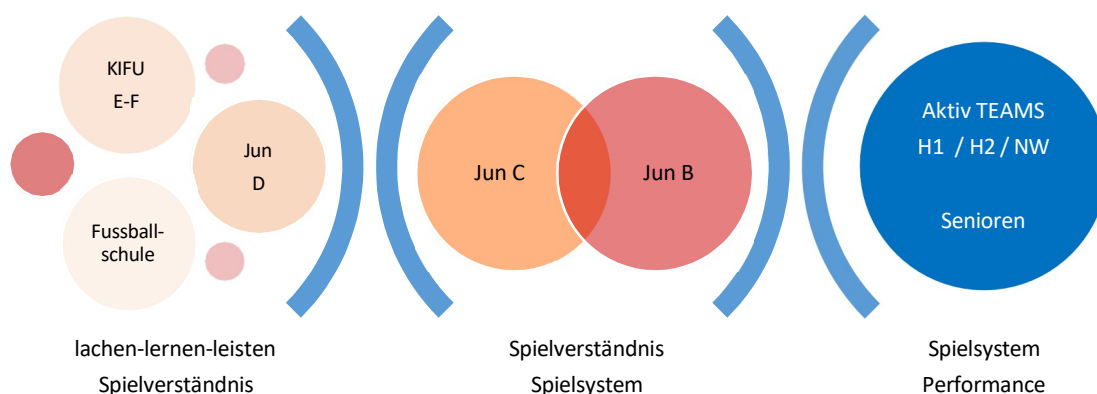 KIFU
E-F
Jun
D
Fussball-
schule
lachen-lernen-leisten
Spielverständnis
Jun C
Jun B
Spielverständnis
Spielsystem
Aktiv TEAMS
H1 / H2 / NW
Senioren
Spielsystem
Performance